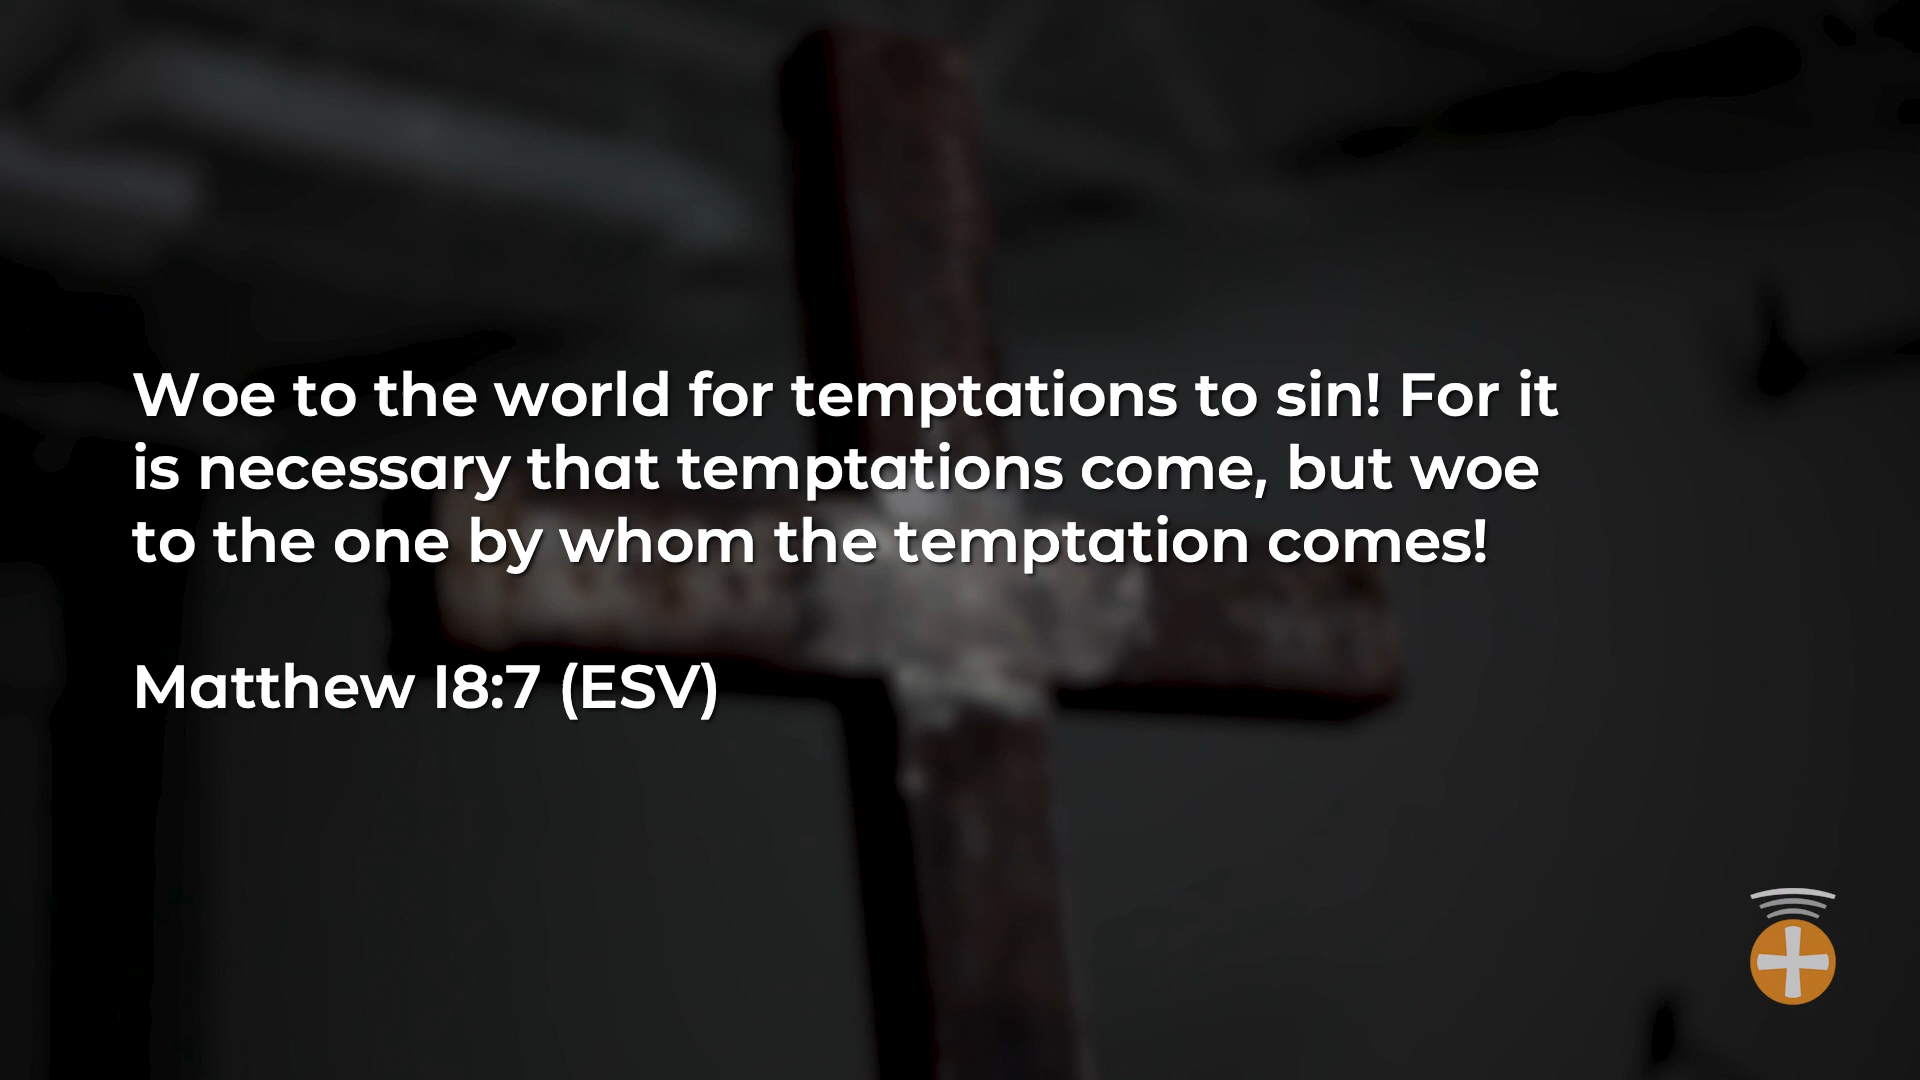 Woe to the world for temptations to sin! For it
is necessary that temptations come, but woe
to the one by whom the temptation comes!
Matthew 18:7 (ESV)